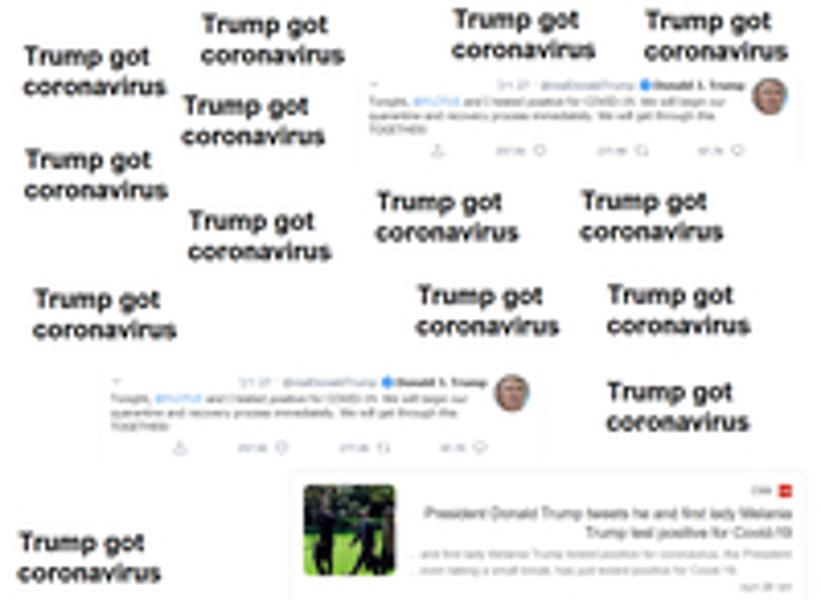 Trump got
coronavirus
Trump got
coronavirus
Trump got
coronavirus
Trump got
coronavirus
Trump got
coronavirus
Donald J. Trump @realDonaldTrump
Tonight, @FLOTUS and I tested positive for COVID-19. We will begin our
quarantine and recovery process immediately. We will get through this
TOGETHER!
Trump got
coronavirus
Trump got
coronavirus
Trump got
coronavirus
Trump got
coronavirus
Trump got
coronavirus
Trump got
coronavirus
Trump got
coronavirus
Donald J. Trump @realDonaldTrump
Tonight, @FLOTUS and I tested positive for COVID-19. We will begin our
quarantine and recovery process immediately. We will get through this
TOGETHER!
Trump got
coronavirus
CNN
President Donald Trump tweets he and first lady Melania
Trump test positive for Covid-19
and first lady Melania Trump tested positive for coronavirus, the President
has just tested positive for Covid-19
Trump got
coronavirus